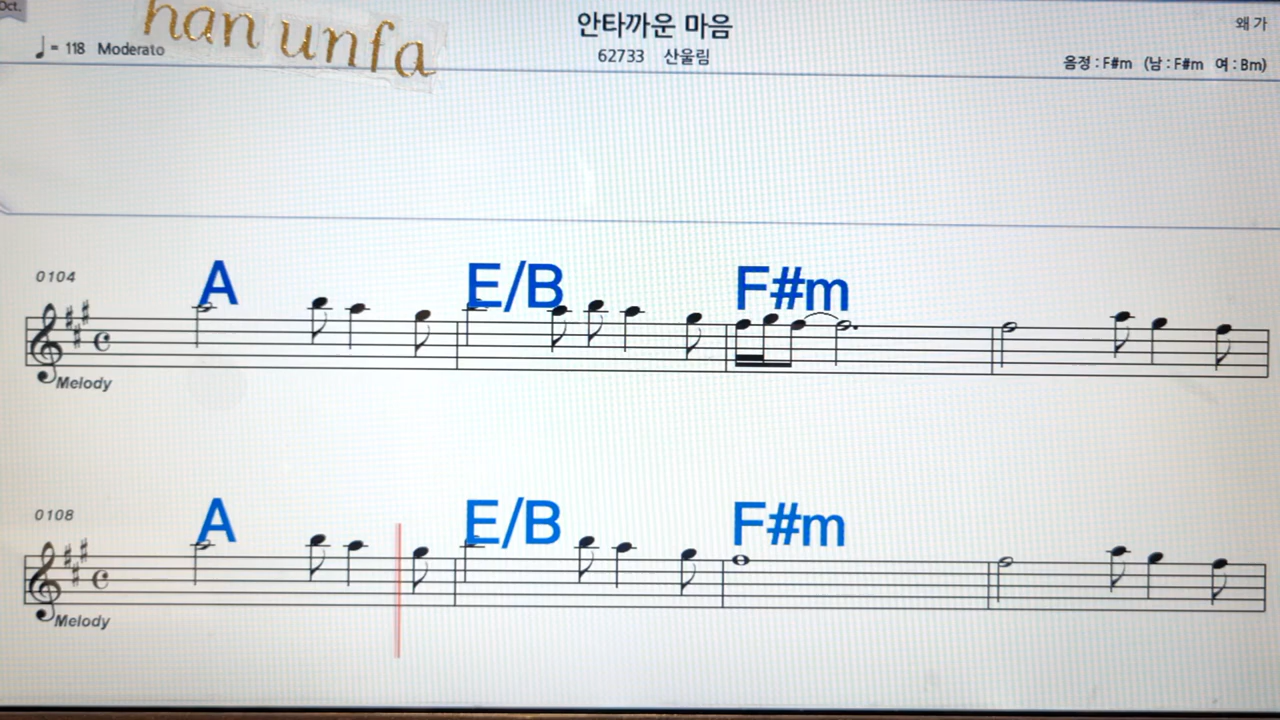 Oct.
han unfa
안타까운 마음
왜 가
♩= 118 Moderato
62733 산울림
음정 : F#m (남 : F#m 여 : Bm)
A E/B F#m
0104
Melody
A E/B F#m
0108
Melody